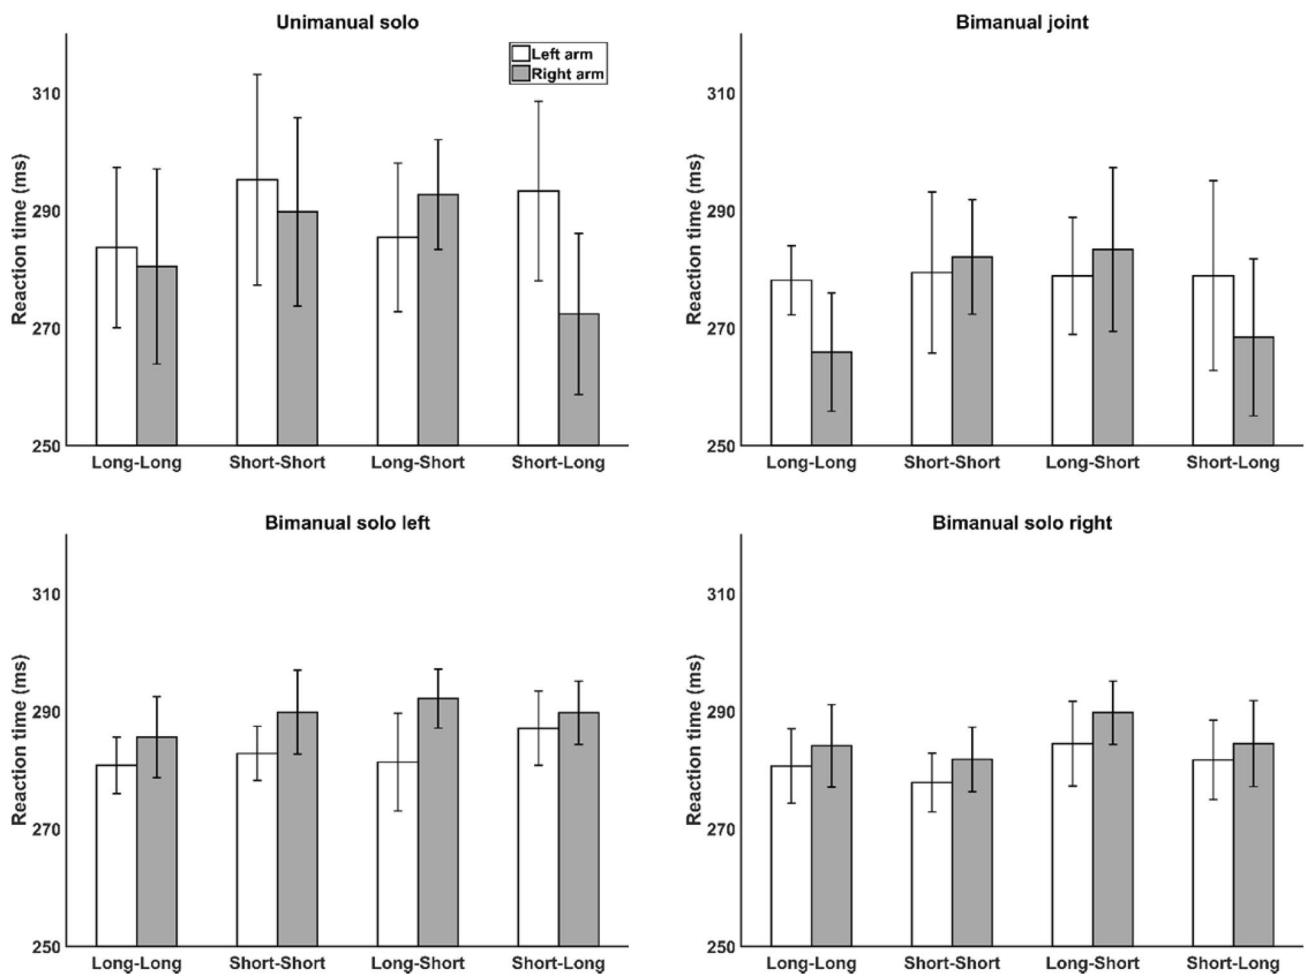 Unimanual solo
Left arm
Right arm
Reaction time (ms)
310
290
270
250
Long-Long Short-Short Long-Short Short-Long
Bimanual joint
Reaction time (ms)
310
290
270
250
Long-Long Short-Short Long-Short Short-Long
Bimanual solo left
Reaction time (ms)
310
290
270
250
Long-Long Short-Short Long-Short Short-Long
Bimanual solo right
Reaction time (ms)
310
290
270
250
Long-Long Short-Short Long-Short Short-Long